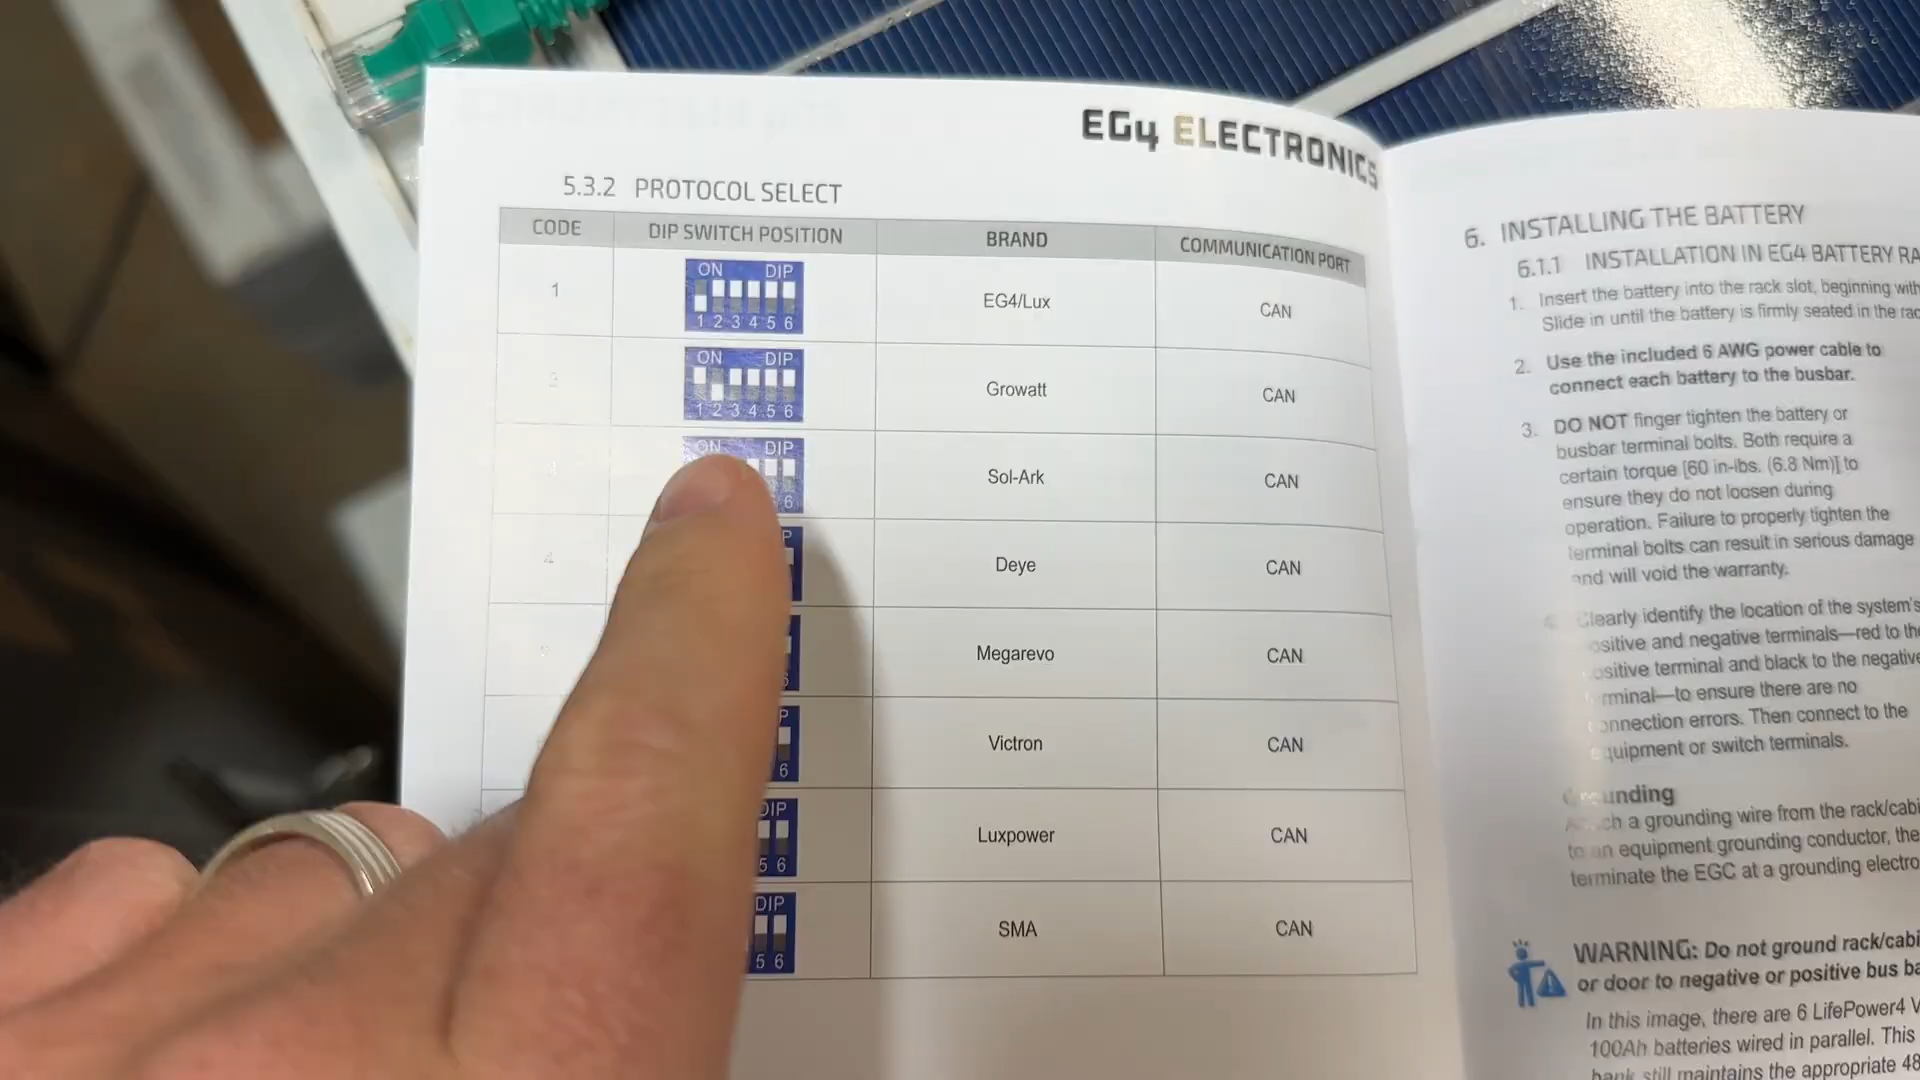 EG4 ELECTRONICS
5.3.2 PROTOCOL SELECT
CODE DIP SWITCH POSITION BRAND COMMUNICATION PORT
1 ON DIP 1 2 3 4 5 6 EG4/Lux CAN
ON DIP 1 2 3 4 5 6 Growatt CAN
ON DIP 6 Sol-Ark CAN
4 P Deye CAN
Megarevo CAN
P 6 Victron CAN
DIP 5 6 Luxpower CAN
DIP 5 6 SMA CAN
6. INSTALLING THE BATTERY
6.1.1 INSTALLATION IN EG4 BATTERY RA
1. Insert the battery into the rack slot, beginning with
Slide in until the battery is firmly seated in the rac
2. Use the included 6 AWG power cable to
connect each battery to the busbar.
3. DO NOT finger tighten the battery or
busbar terminal bolts. Both require a
certain torque [60 in-lbs. (6.8 Nm)] to
ensure they do not loosen during
operation. Failure to properly tighten the
terminal bolts can result in serious damage
and will void the warranty.
Clearly identify the location of the system's
ositive and negative terminals—red to the
ositive terminal and black to the negative
rminal—to ensure there are no
onnection errors. Then connect to the
equipment or switch terminals.
Grounding
ch a grounding wire from the rack/cabi
to an equipment grounding conductor, the
terminate the EGC at a grounding electro
WARNING: Do not ground rack/cabi
or door to negative or positive bus ba
In this image, there are 6 LifePower4 V
100Ah batteries wired in parallel. This
bank still maintains the appropriate 48